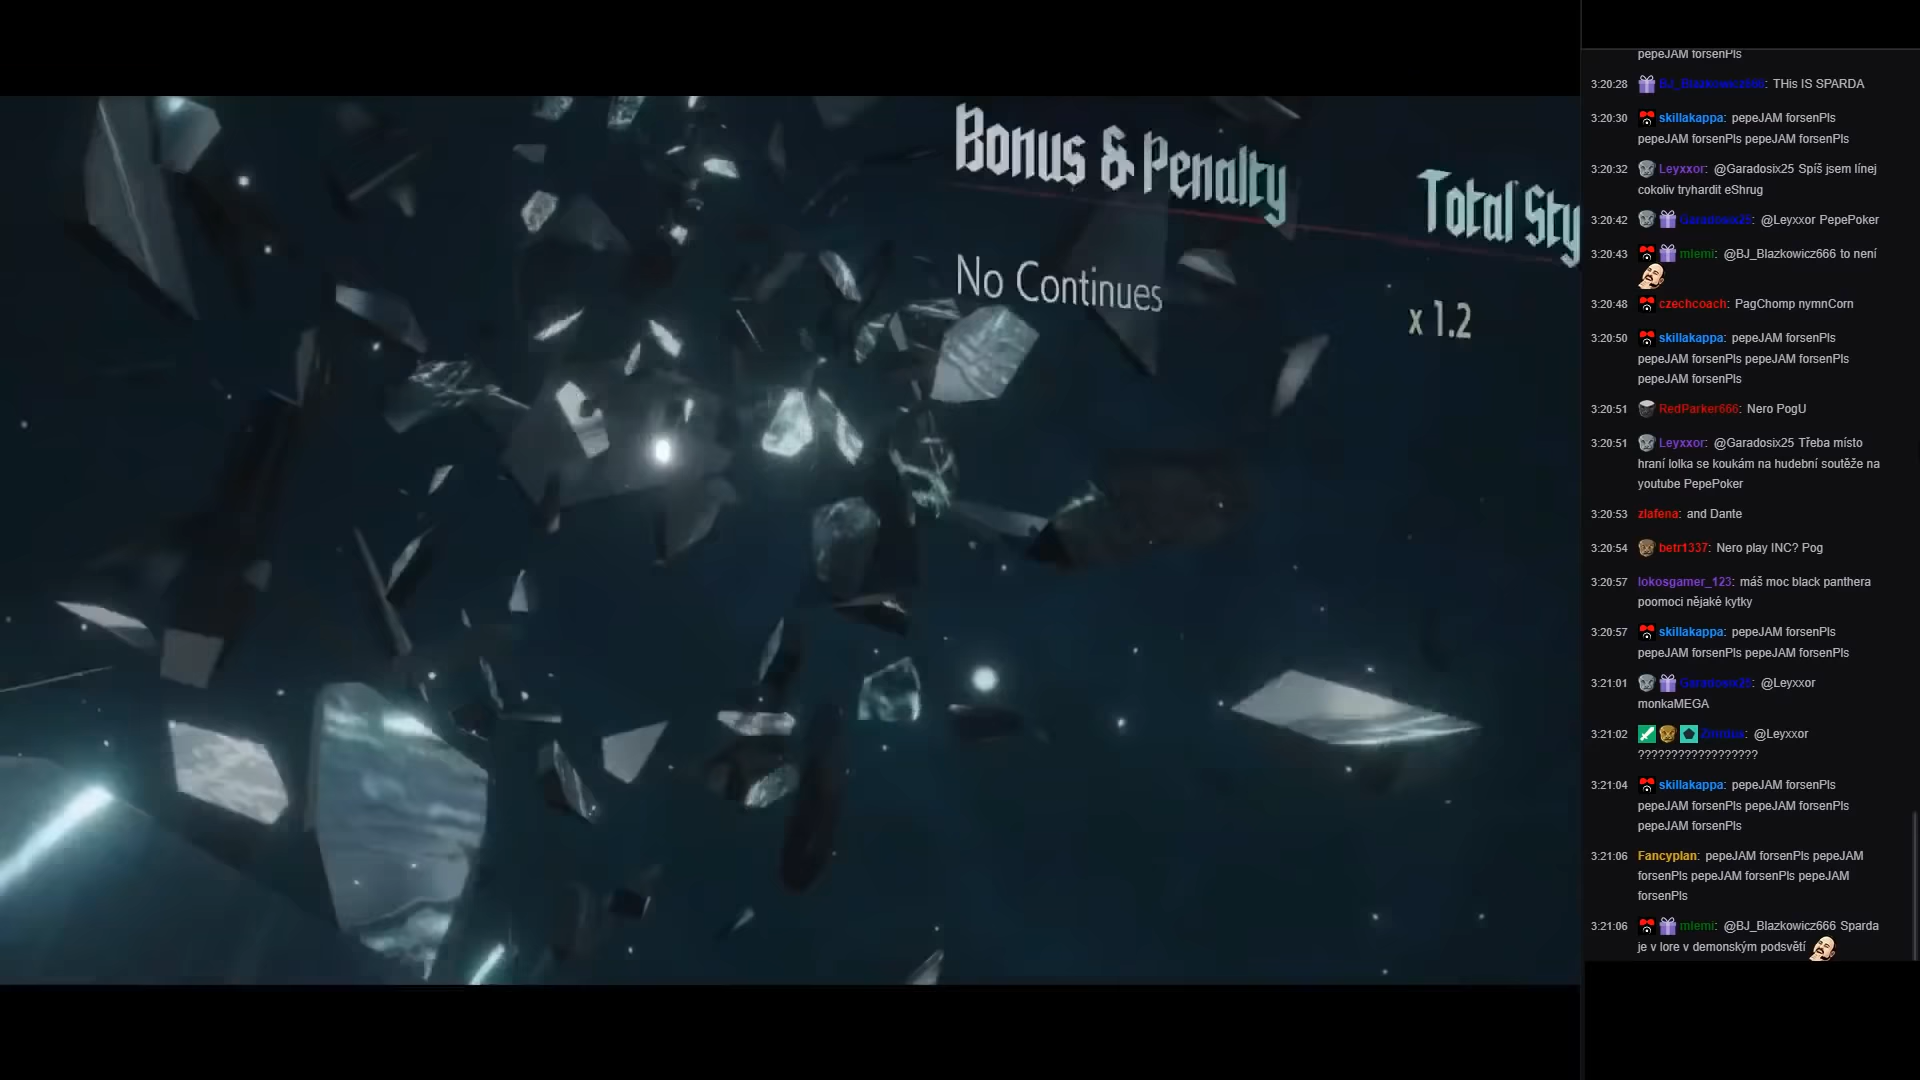 Bonus & Penalty
Total Sty
No Continues
x 1.2
pepeJAM forsenPls
3:20:28 BJ_Blazkowicz666: THis IS SPARDA
3:20:30 skillakappa: pepeJAM forsenPls
pepeJAM forsenPls pepeJAM forsenPls
3:20:32 Leyxxor: @Garadosix25 Spíš jsem línej
cokoliv tryhardit eShrug
3:20:42 Garadosix25: @Leyxxor PepePoker
3:20:43 mlemi: @BJ_Blazkowicz666 to není
3:20:48 czechcoach: PagChomp nymnCorn
3:20:50 skillakappa: pepeJAM forsenPls
pepeJAM forsenPls pepeJAM forsenPls
pepeJAM forsenPls
3:20:51 RedParker666: Nero PogU
3:20:51 Leyxxor: @Garadosix25 Třeba místo
hraní lolka se koukám na hudební soutěže na
youtube PepePoker
3:20:53 zlafena: and Dante
3:20:54 betr1337: Nero play INC? Pog
3:20:57 lokosgamer_123: máš moc black panthera
poomoci nějaké kytky
3:20:57 skillakappa: pepeJAM forsenPls
pepeJAM forsenPls pepeJAM forsenPls
3:21:01 Garadosix25: @Leyxxor
monkaMEGA
3:21:02 @Leyxxor
??????????????????
3:21:04 skillakappa: pepeJAM forsenPls
pepeJAM forsenPls pepeJAM forsenPls
pepeJAM forsenPls
3:21:06 Fancyplan: pepeJAM forsenPls pepeJAM
forsenPls pepeJAM forsenPls pepeJAM
forsenPls
3:21:06 mlemi: @BJ_Blazkowicz666 Sparda
je v lore v demonským podsvětí